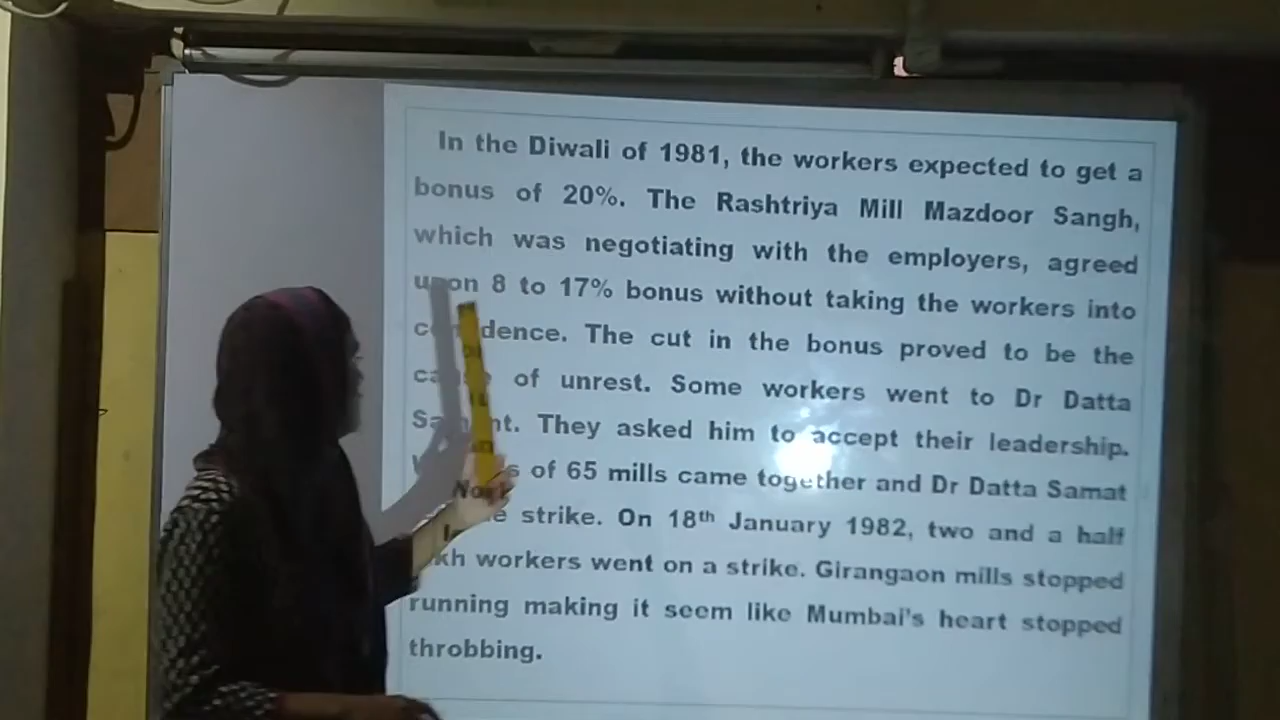 In the Diwali of 1981, the workers expected to get a
bonus of 20%. The Rashtriya Mill Mazdoor Sangh,
which was negotiating with the employers, agreed
upon 8 to 17% bonus without taking the workers into
confidence. The cut in the bonus proved to be the
of unrest. Some workers went to Dr Datta
They asked him to accept their leadership.
of 65 mills came together and Dr Datta Samat
strike. On 18th January 1982, two and a half
workers went on a strike. Girangaon mills stopped
running making it seem like Mumbai's heart stopped
throbbing.